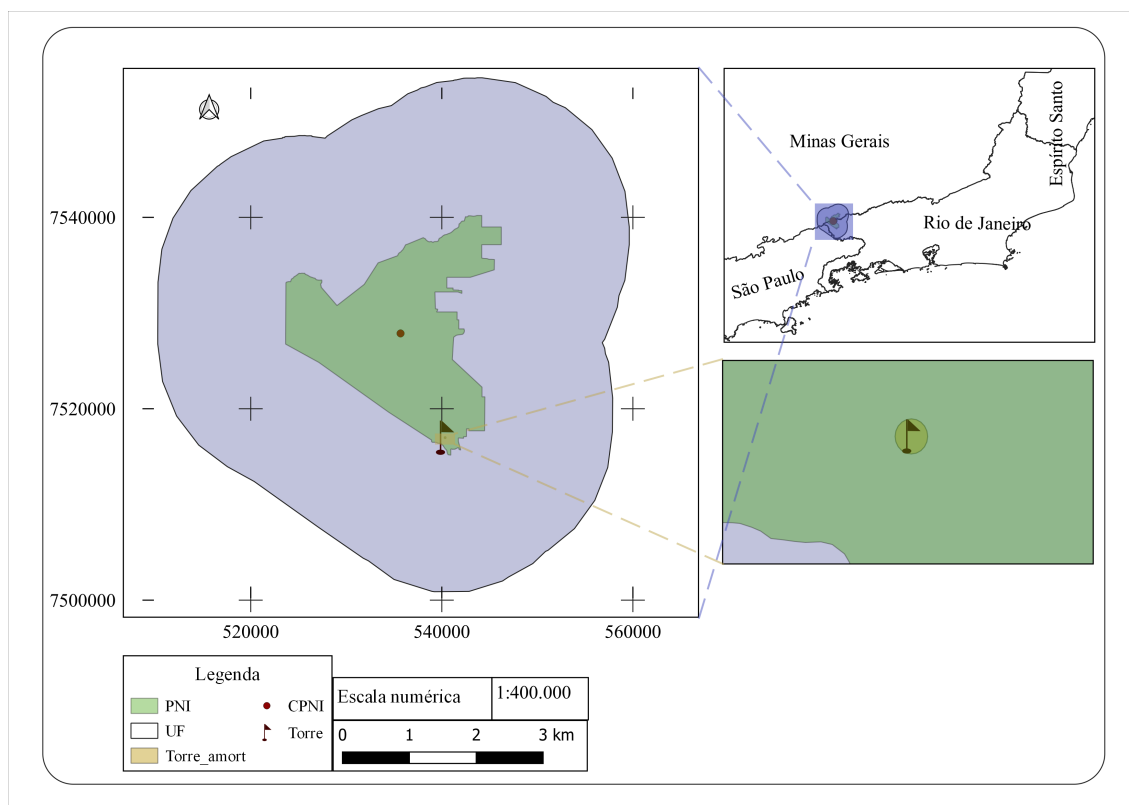 7540000
7520000
7500000
520000
540000
560000
Minas Gerais
Espírito Santo
Rio de Janeiro
São Paulo
Legenda
PNI
CPNI
UF
Torre
Torre_amort
Escala numérica
1:400.000
0 1 2 3 km